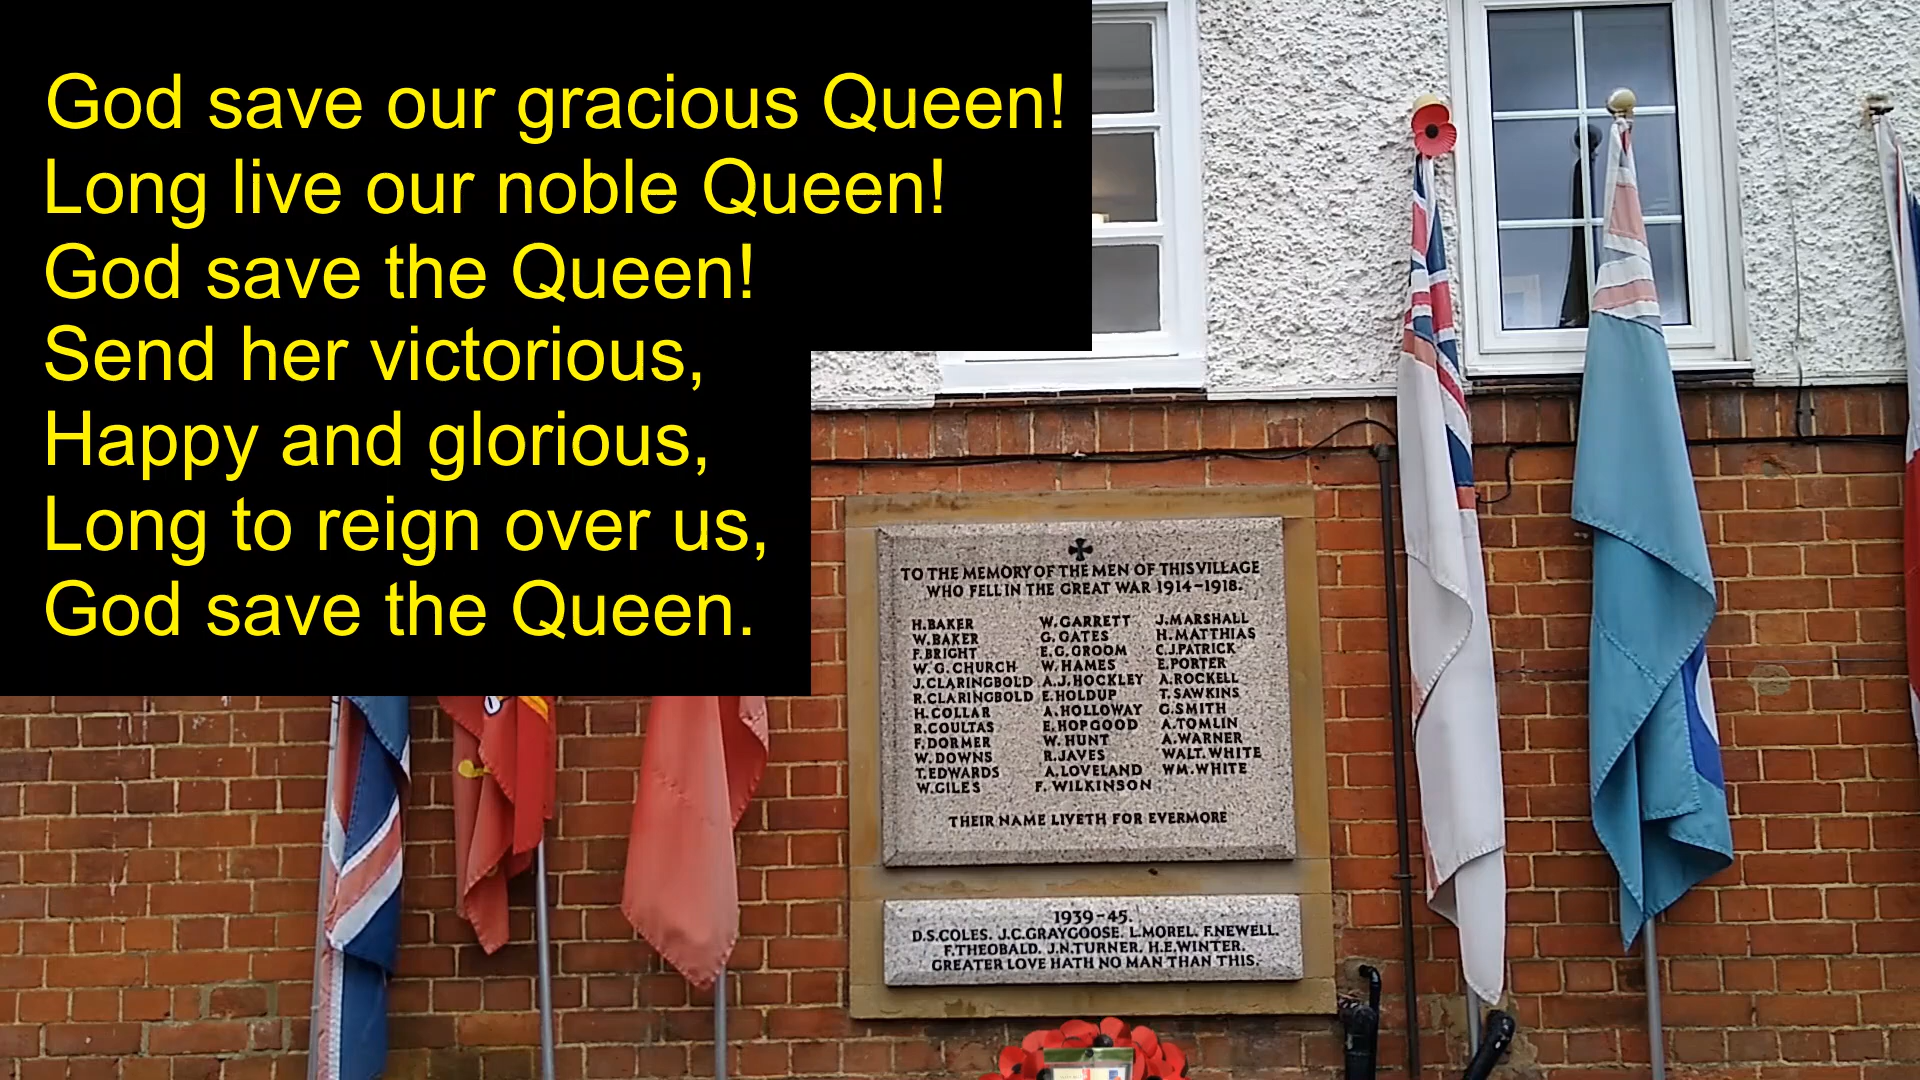 God save our gracious Queen!
Long live our noble Queen!
God save the Queen!
Send her victorious,
Happy and glorious,
Long to reign over us,
God save the Queen.
TO THE MEMORY OF THE MEN OF THIS VILLAGE
WHO FELL IN THE GREAT WAR 1914-1918.
H. BAKER
W. BAKER
F. BRIGHT
W. G. CHURCH
J. CLARINGBOLD
R. CLARINGBOLD
H. COLLAR
R. COULTAS
F. DORMER
W. DOWNS
T. EDWARDS
W. GILES
W. GARRETT
G. GATES
E. G. GROOM
W. HAMES
A. J. HOCKLEY
E. HOLDUP
A. HOLLOWAY
E. HOPGOOD
W. HUNT
R. JAVES
A. LOVELAND
F. WILKINSON
J. MARSHALL
H. MATTHIAS
C. J. PATRICK
E. PORTER
A. ROCKELL
T. SAWKINS
G. SMITH
A. TOMLIN
A. WARNER
WALT. WHITE
WM. WHITE
THEIR NAME LIVETH FOR EVERMORE
1939-45.
D.S. COLES. J.C. GRAYGOOSE. L. MOREL. F. NEWELL.
F. THEOBALD. J.N. TURNER. H.E. WINTER.
GREATER LOVE HATH NO MAN THAN THIS.